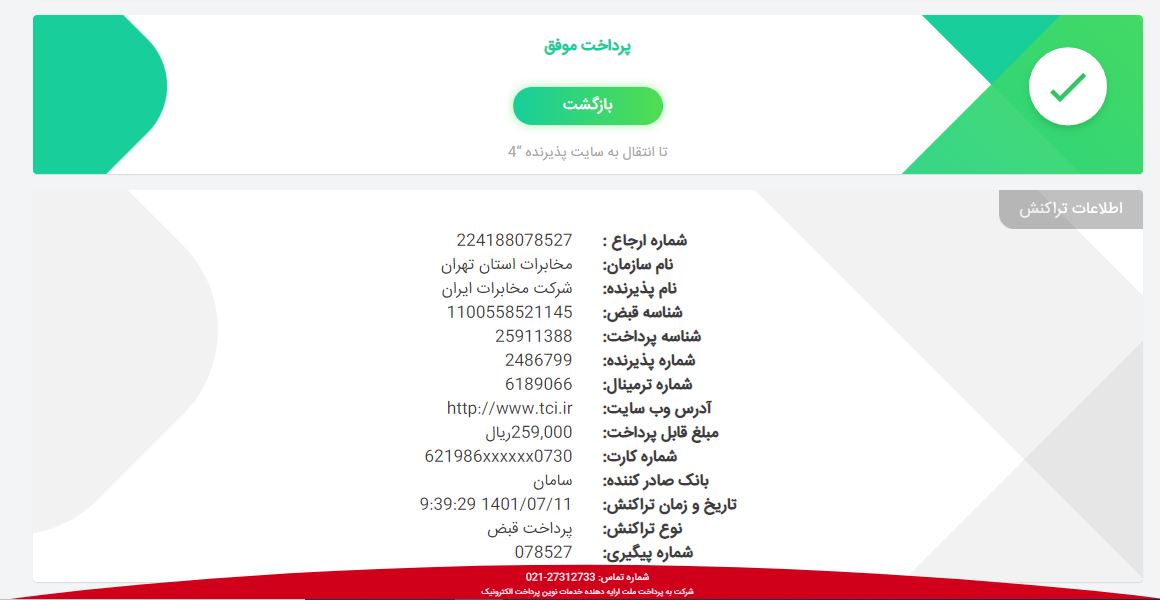 پرداخت موفق
بازگشت
تا انتقال به سایت پذیرنده "4
اطلاعات تراکنش
شماره ارجاع : 224188078527
نام سازمان: مخابرات استان تهران
نام پذیرنده: شرکت مخابرات ایران
شناسه قبض: 1100558521145
شناسه پرداخت: 25911388
شماره پذیرنده: 2486799
شماره ترمینال: 6189066
آدرس وب سایت: http://www.tci.ir
مبلغ قابل پرداخت: 259,000ریال
شماره کارت: 621986xxxxxx0730
بانک صادر کننده: سامان
تاریخ و زمان تراکنش: 1401/07/11 9:39:29
نوع تراکنش: پرداخت قبض
شماره پیگیری: 078527
شماره تماس: 27312733-021
شرکت به پرداخت ملت ارایه دهنده خدمات نوین پرداخت الکترونیک